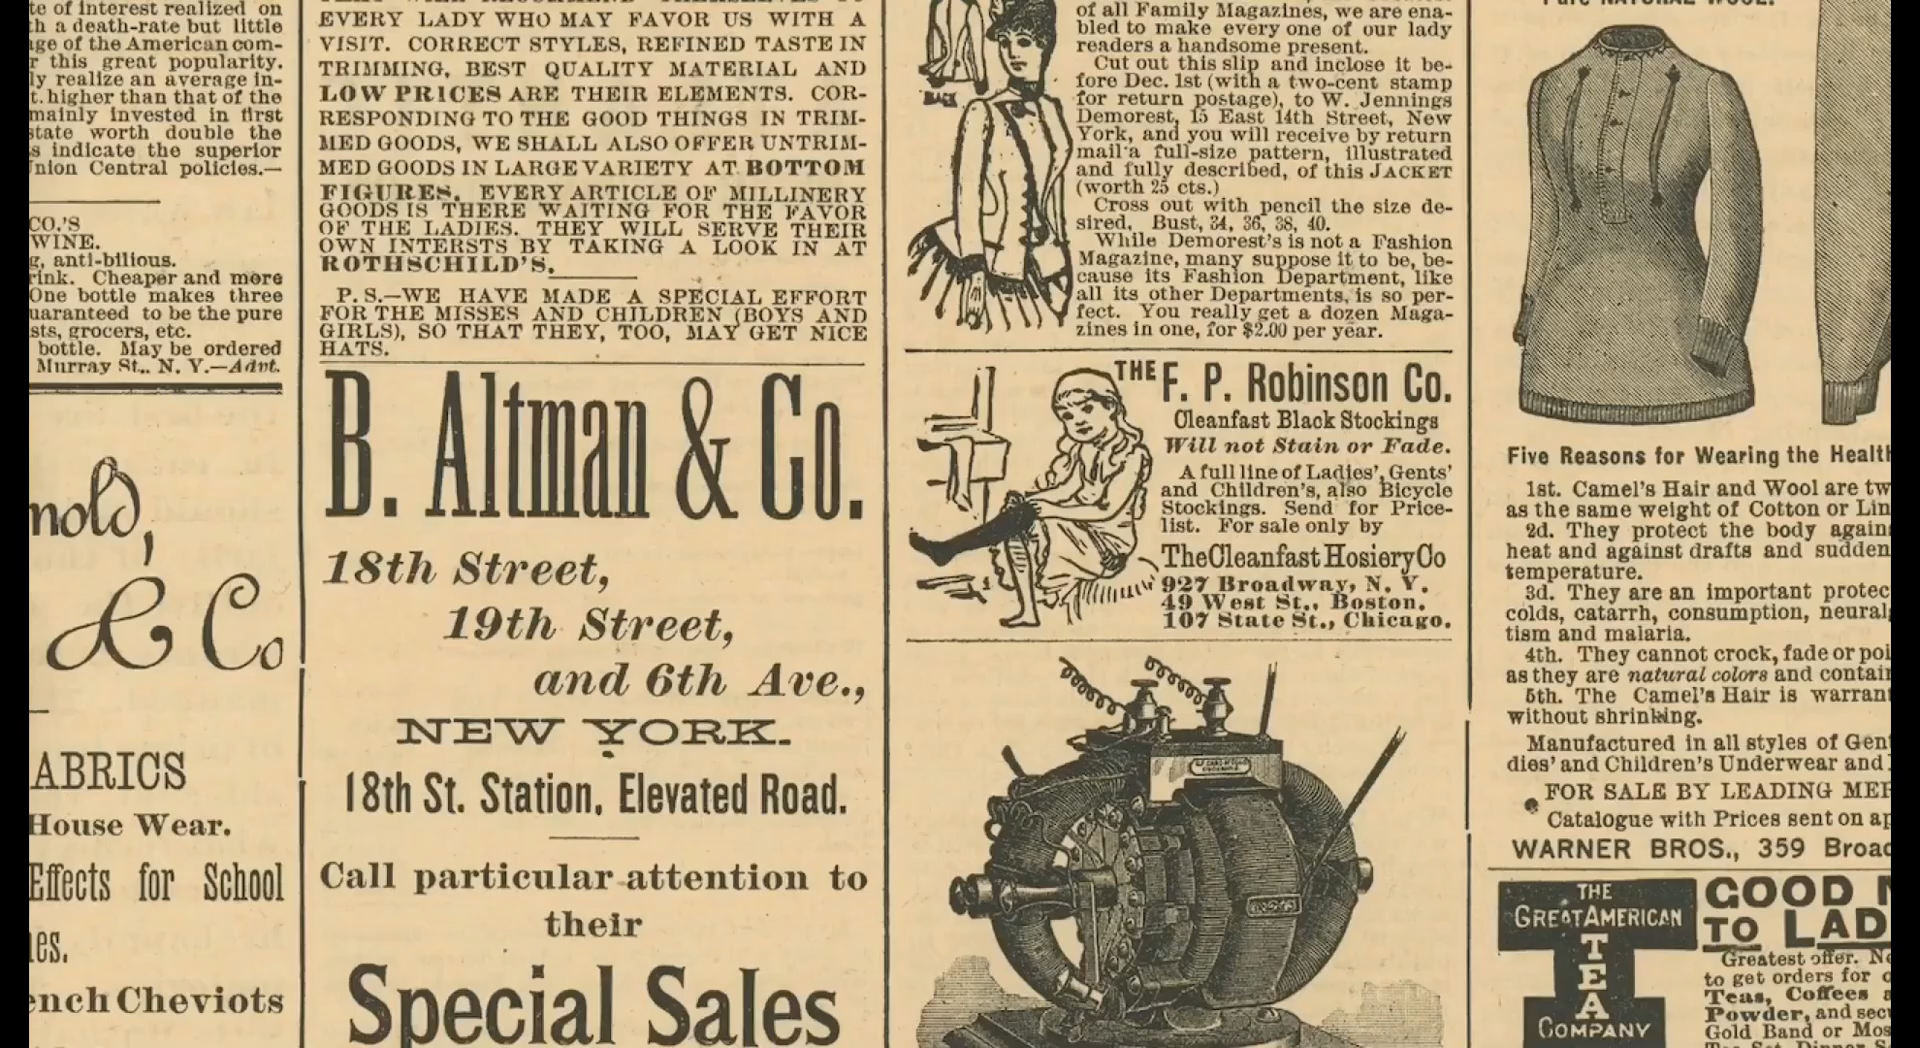 te of interest realized on
th a death-rate but little
age of the American com-
r this great popularity.
ly realize an average in-
t. higher than that of the
mainly invested in first
state worth double the
s indicate the superior
Union Central policies.—
CO.'S
WINE.
g, anti-bilious.
rink. Cheaper and more
One bottle makes three
uaranteed to be the pure
sts, grocers, etc.
bottle. May be ordered
Murray St., N. Y.—Advt.
nold,
& Co
ABRICS
House Wear.
Effects for School
es.
ench Cheviots
EVERY LADY WHO MAY FAVOR US WITH A
VISIT. CORRECT STYLES, REFINED TASTE IN
TRIMMING, BEST QUALITY MATERIAL AND
LOW PRICES ARE THEIR ELEMENTS. COR-
RESPONDING TO THE GOOD THINGS IN TRIM-
MED GOODS, WE SHALL ALSO OFFER UNTRIM-
MED GOODS IN LARGE VARIETY AT BOTTOM
FIGURES. EVERY ARTICLE OF MILLINERY
GOODS IS THERE WAITING FOR THE FAVOR
OF THE LADIES. THEY WILL SERVE THEIR
OWN INTERSTS BY TAKING A LOOK IN AT
ROTHSCHILD'S.
P. S.—WE HAVE MADE A SPECIAL EFFORT
FOR THE MISSES AND CHILDREN (BOYS AND
GIRLS), SO THAT THEY, TOO, MAY GET NICE
HATS.
B. Altman & Co.
18th Street,
19th Street,
and 6th Ave.,
NEW YORK.
18th St. Station, Elevated Road.
Call particular attention to
their
Special Sales
BLACK
of all Family Magazines, we are ena-
bled to make every one of our lady
readers a handsome present.
Cut out this slip and inclose it be-
fore Dec. 1st (with a two-cent stamp
for return postage), to W. Jennings
Demorest, 15 East 14th Street, New
York, and you will receive by return
mail a full-size pattern, illustrated
and fully described, of this JACKET
(worth 25 cts.)
Cross out with pencil the size de-
sired, Bust, 34, 36, 38, 40.
While Demorest's is not a Fashion
Magazine, many suppose it to be, be-
cause its Fashion Department, like
all its other Departments, is so per-
fect. You really get a dozen Maga-
zines in one, for $2.00 per year.
THE F. P. Robinson Co.
Cleanfast Black Stockings
Will not Stain or Fade.
A full line of Ladies', Gents'
and Children's, also Bicycle
Stockings. Send for Price-
list. For sale only by
The Cleanfast Hosiery Co
927 Broadway, N. Y.
49 West St., Boston.
107 State St., Chicago.
Pure NATURAL WOOL.
Five Reasons for Wearing the Health
1st. Camel's Hair and Wool are tw
as the same weight of Cotton or Lin
2d. They protect the body again
heat and against drafts and sudden
temperature.
3d. They are an important protec
colds, catarrh, consumption, neural
tism and malaria.
4th. They cannot crock, fade or poi
as they are natural colors and contain
5th. The Camel's Hair is warrant
without shrinking.
Manufactured in all styles of Gen
dies' and Children's Underwear and
FOR SALE BY LEADING MER
Catalogue with Prices sent on ap
WARNER BROS., 359 Broad
THE
GREAT AMERICAN
TEA
COMPANY
GOOD N
TO LAD
Greatest offer. N
to get orders for
Teas, Coffees
Powder, and secu
Gold Band or Mos